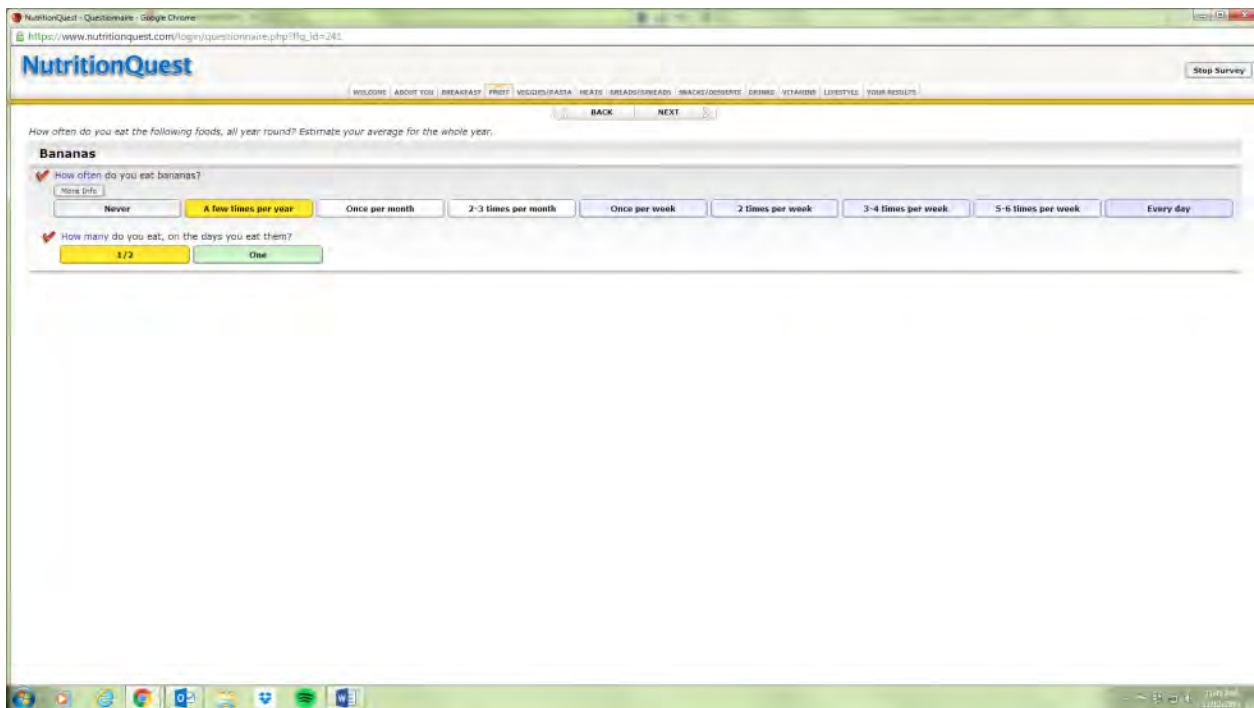 NutritionQuest - Questionnaire - Google Chrome
https://www.nutritionquest.com/login/questionnaire.php?flq_id=241
NutritionQuest
Stop Survey
WELCOME ABOUT YOU BREAKFAST FRUIT VEGGIES/PASTA MEATS BREADS/SPREADS SNACKS/DESSERTS DRINKS VITAMINS LIFESTYLE YOUR RESULTS
BACK NEXT
How often do you eat the following foods, all year round? Estimate your average for the whole year.
Bananas
How often do you eat bananas?
More Info
Never A few times per year Once per month 2-3 times per month Once per week 2 times per week 3-4 times per week 5-6 times per week Every day
How many do you eat, on the days you eat them?
1/2 One